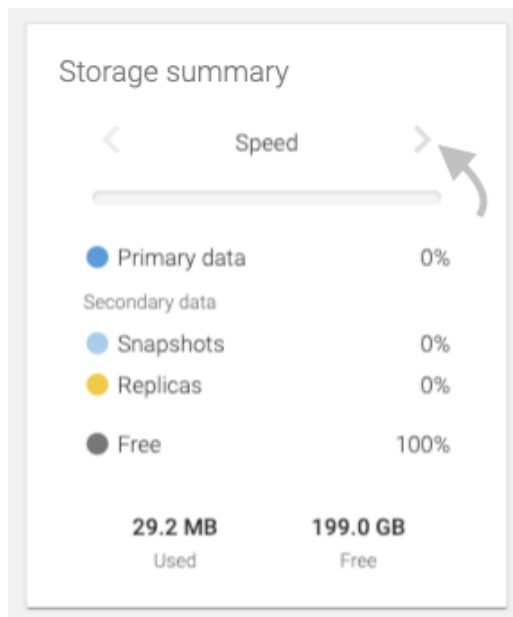 Storage summary
Speed
Primary data 0%
Secondary data
Snapshots 0%
Replicas 0%
Free 100%
29.2 MB 199.0 GB
Used Free